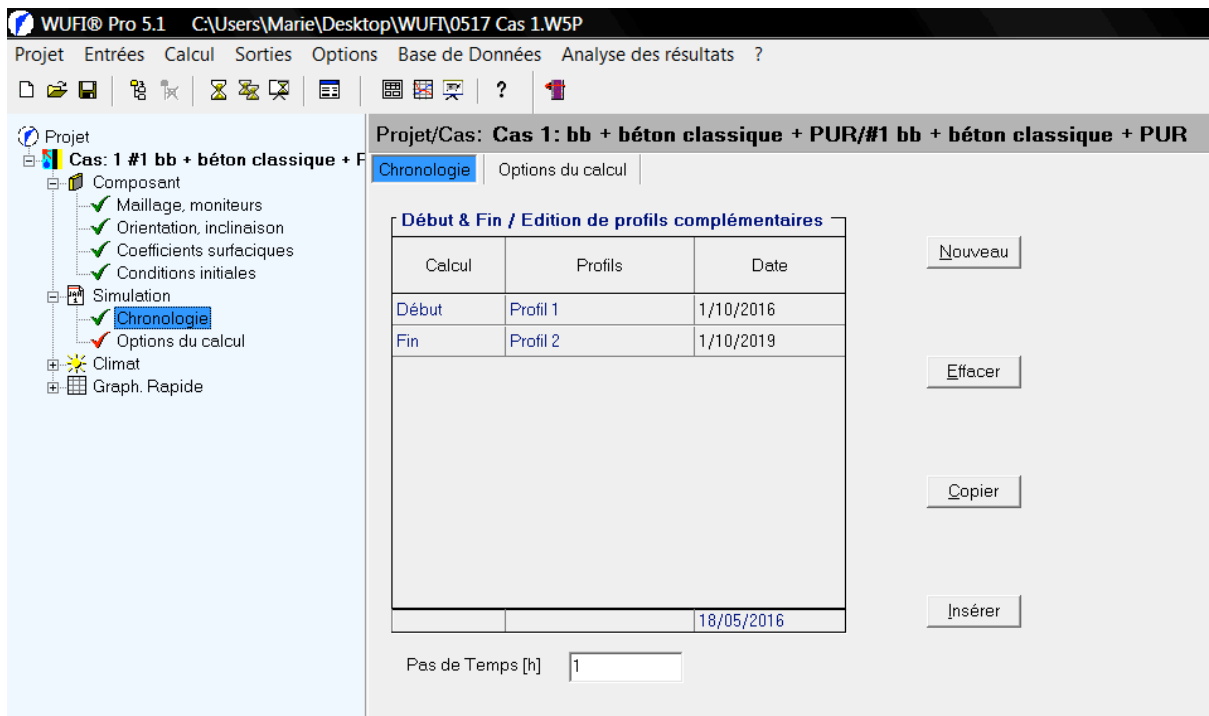 WUFI® Pro 5.1 C:\Users\Marie\Desktop\WUFI\0517 Cas 1.W5P
Projet Entrées Calcul Sorties Options Base de Données Analyse des résultats ?
?
Projet
Cas: 1 #1 bb + béton classique + P
Composant
Maillage, moniteurs
Orientation, inclinaison
Coefficients surfaciques
Conditions initiales
Simulation
Chronologie
Options du calcul
Climat
Graph. Rapide
Projet/Cas: Cas 1: bb + béton classique + PUR/#1 bb + béton classique + PUR
Chronologie Options du calcul
Début & Fin / Edition de profils complémentaires
Calcul Profils Date
Début Profil 1 1/10/2016
Fin Profil 2 1/10/2019
18/05/2016
Pas de Temps [h] 1
Nouveau
Effacer
Copier
Insérer